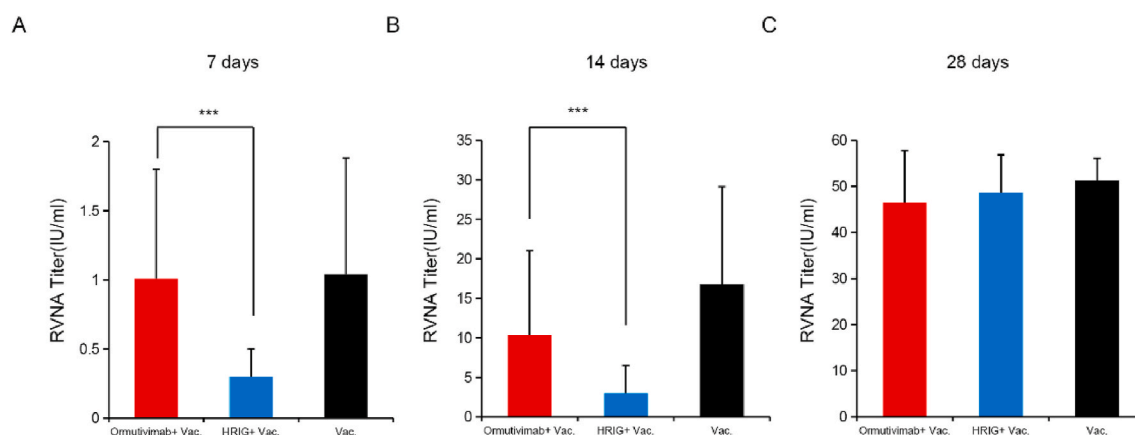 A
7 days
***
RVNA Titer(IU/ml)
2
1.5
1
0.5
0
Ormutivimab+ Vac.
HRIG+ Vac.
Vac.
B
14 days
***
RVNA Titer(IU/ml)
35
30
25
20
15
10
5
0
Ormutivimab+ Vac.
HRIG+ Vac.
Vac.
C
28 days
RVNA Titer(IU/ml)
60
50
40
30
20
10
0
Ormutivimab+ Vac.
HRIG+ Vac.
Vac.